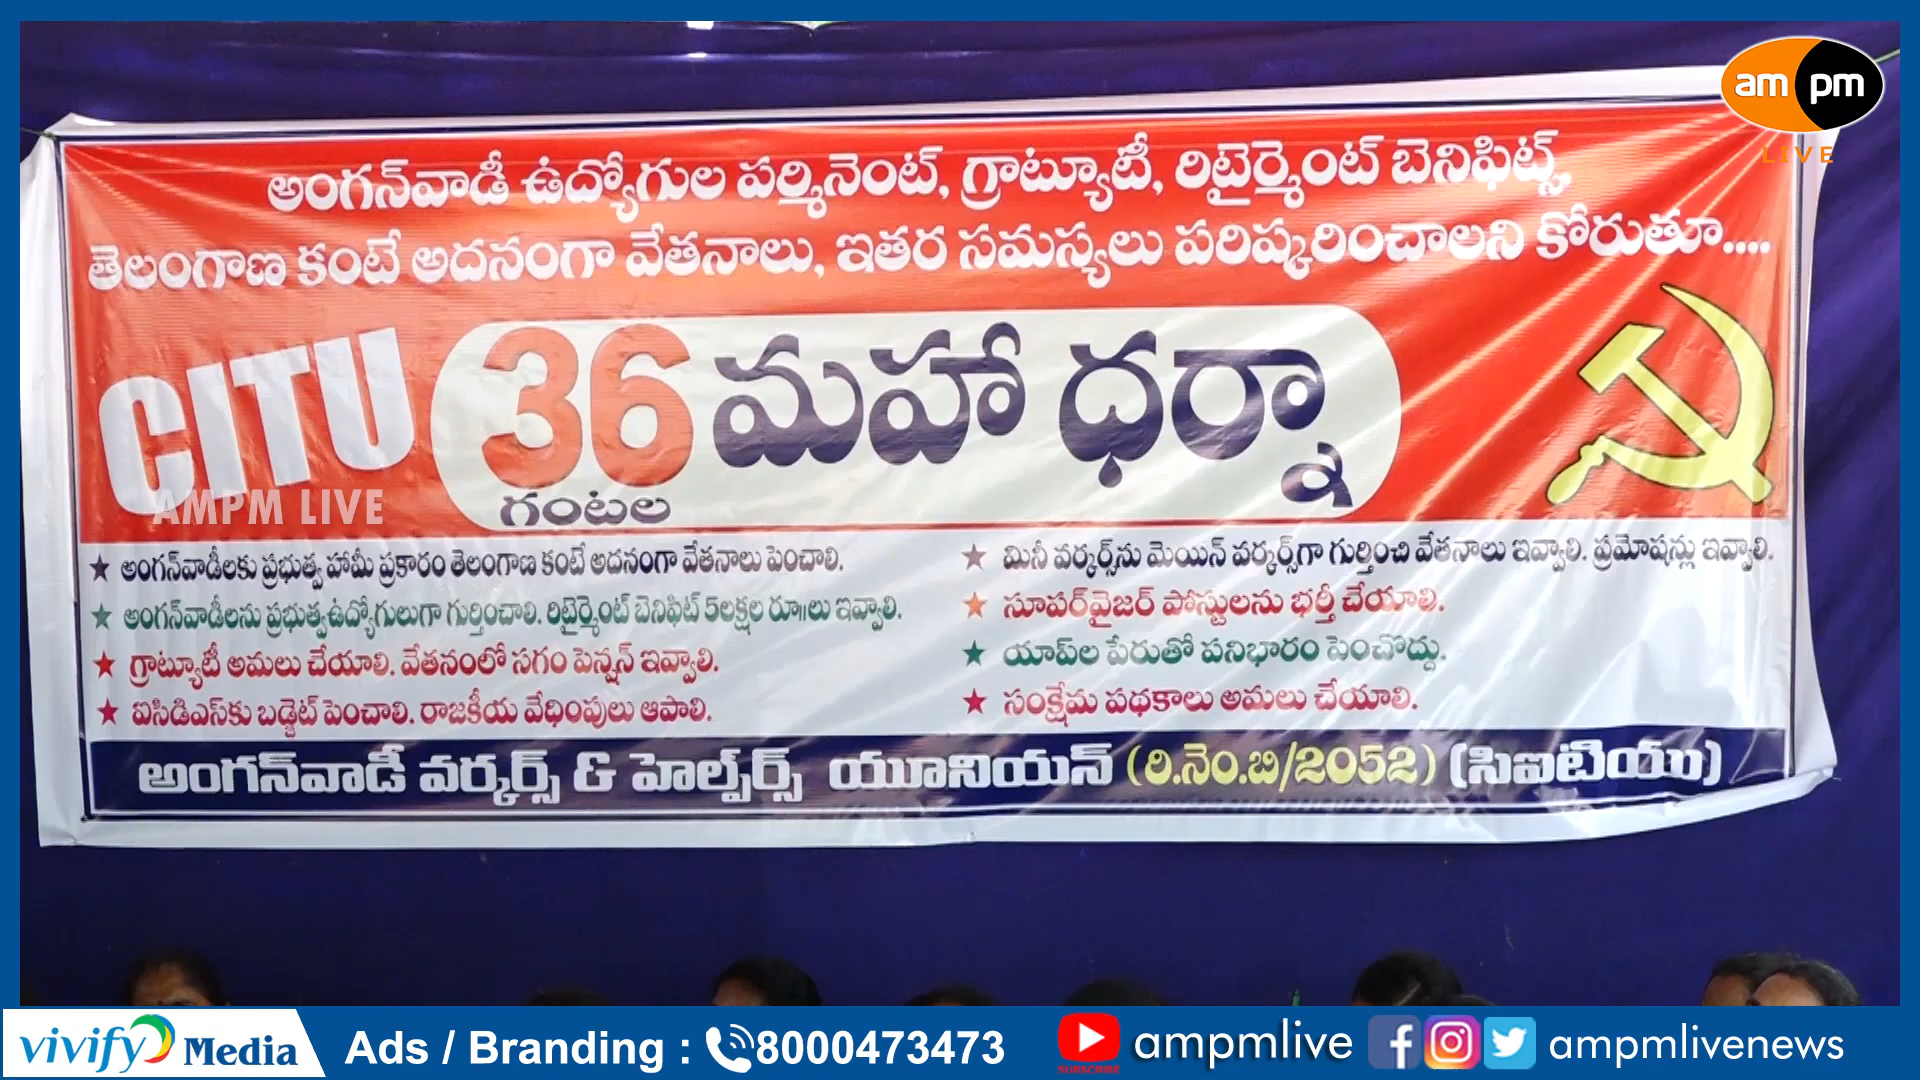 am pm
LIVE
అంగన్‌వాడీ ఉద్యోగుల పర్మినెంట్, గ్రాట్యూటీ, రిటైర్మెంట్ బెనిఫిట్స్,
తెలంగాణ కంటే అదనంగా వేతనాలు, ఇతర సమస్యలు పరిష్కరించాలని కోరుతూ....
CITU 36 మహా ధర్నా
గంటల
AMPM LIVE
★ అంగన్‌వాడీలకు ప్రభుత్వ హామీ ప్రకారం తెలంగాణ కంటే అదనంగా వేతనాలు పెంచాలి.
★ అంగన్‌వాడీలను ప్రభుత్వఉద్యోగులుగా గుర్తించాలి. రిటైర్మెంట్ బెనిఫిట్ 5లక్షల రూ॥లు ఇవ్వాలి.
★ గ్రాట్యూటీ అమలు చేయాలి. వేతనంలో సగం పెన్షన్ ఇవ్వాలి.
★ ఐసిడిఎస్‌కు బడ్జెట్ పెంచాలి. రాజకీయ వేధింపులు ఆపాలి.
★ మినీ వర్కర్స్‌ను మెయిన్ వర్కర్స్‌గా గుర్తించి వేతనాలు ఇవ్వాలి. ప్రమోషన్లు ఇవ్వాలి.
★ సూపర్‌వైజర్ పోస్టులను భర్తీ చేయాలి.
★ యాప్‌ల పేరుతో పనిభారం పెంచొద్దు.
★ సంక్షేమ పథకాలు అమలు చేయాలి.
అంగన్‌వాడీ వర్కర్స్ & హెల్పర్స్ యూనియన్ (రి.నెం.బి/2052) (సిఐటియు)
vivify Media Ads / Branding : 8000473473 ampmlive ampmlivenews
SUBSCRIBE